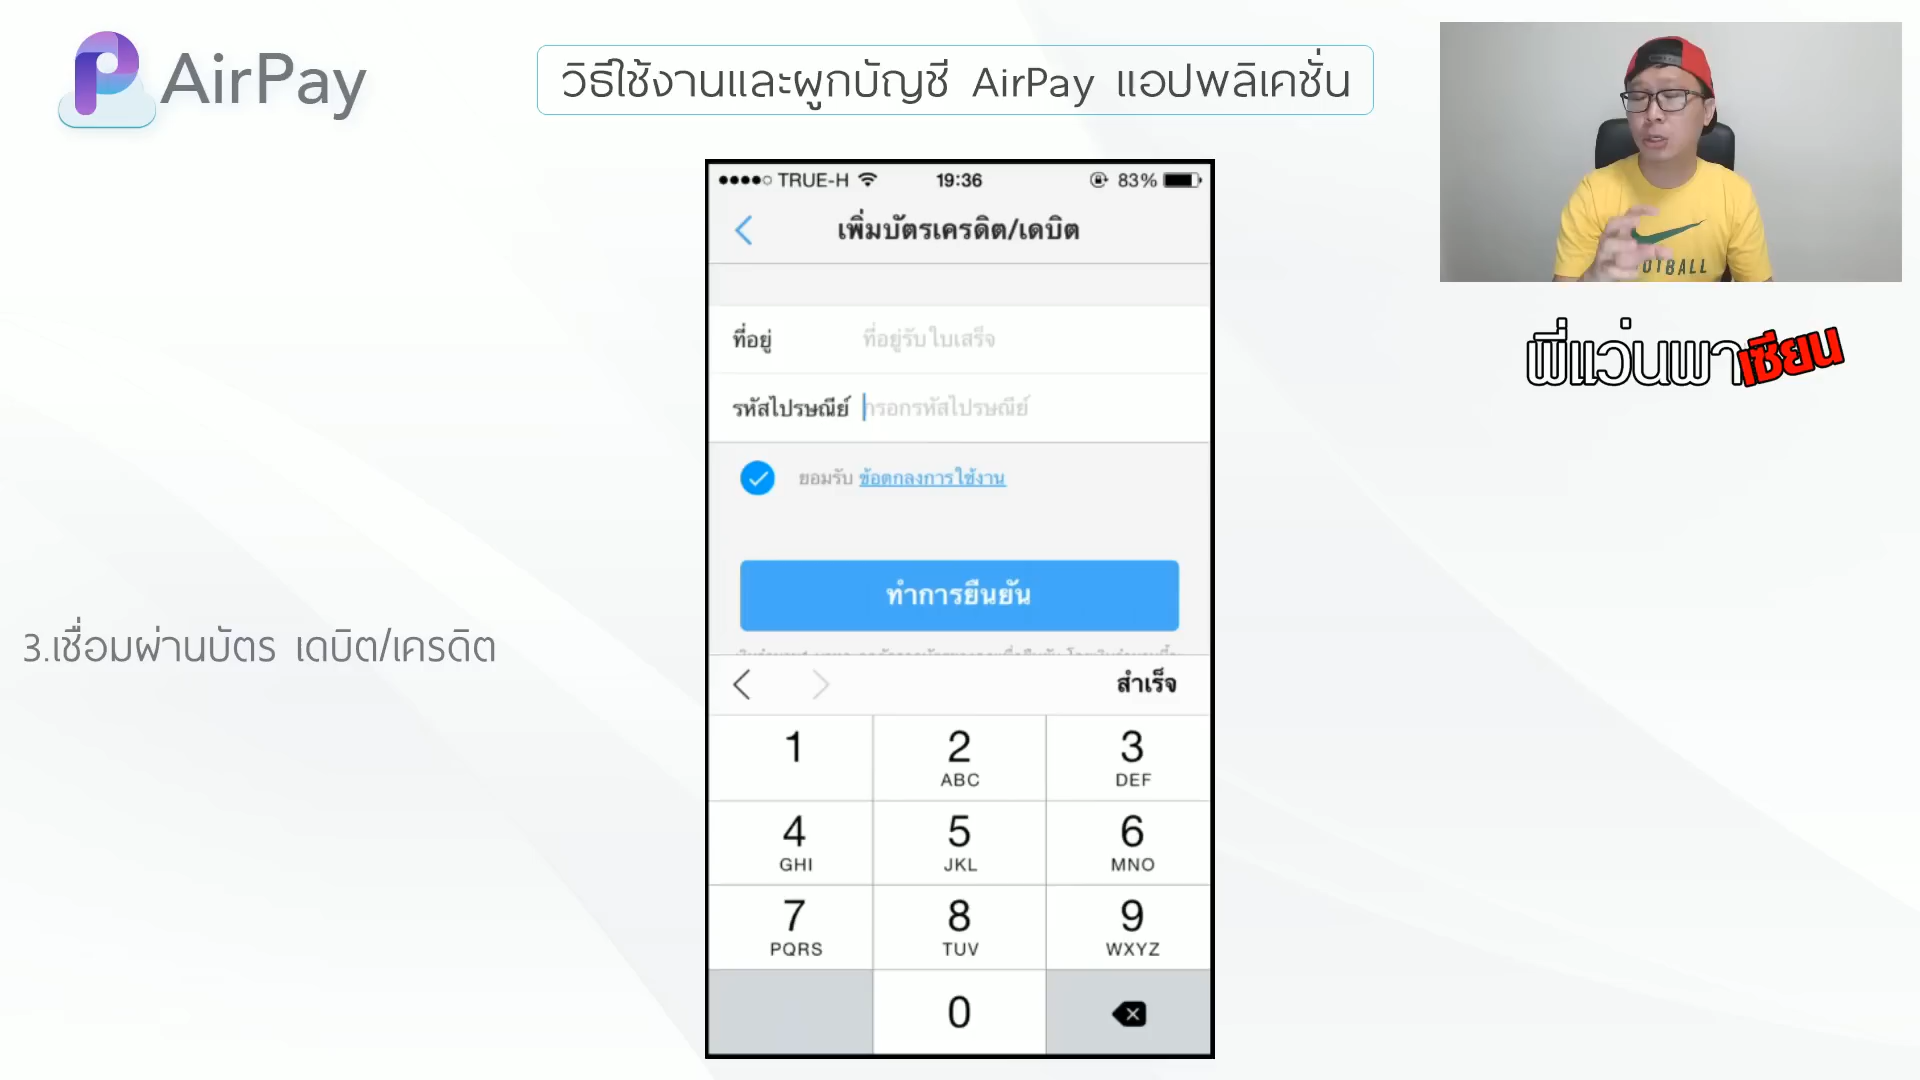 AirPay
วิธีใช้งานและผูกบัญชี AirPay แอปพลิเคชั่น
OTBALL
พี่แว่นพาเซียน
TRUE-H 19:36 83%
เพิ่มบัตรเครดิต/เดบิต
ที่อยู่ ที่อยู่รับใบเสร็จ
รหัสไปรษณีย์ กรอกรหัสไปรษณีย์
ยอมรับ ข้อตกลงการใช้งาน
ทำการยืนยัน
3.เชื่อมผ่านบัตร เดบิต/เครดิต
สำเร็จ
1 2 3
ABC DEF
4 5 6
GHI JKL MNO
7 8 9
PQRS TUV WXYZ
0